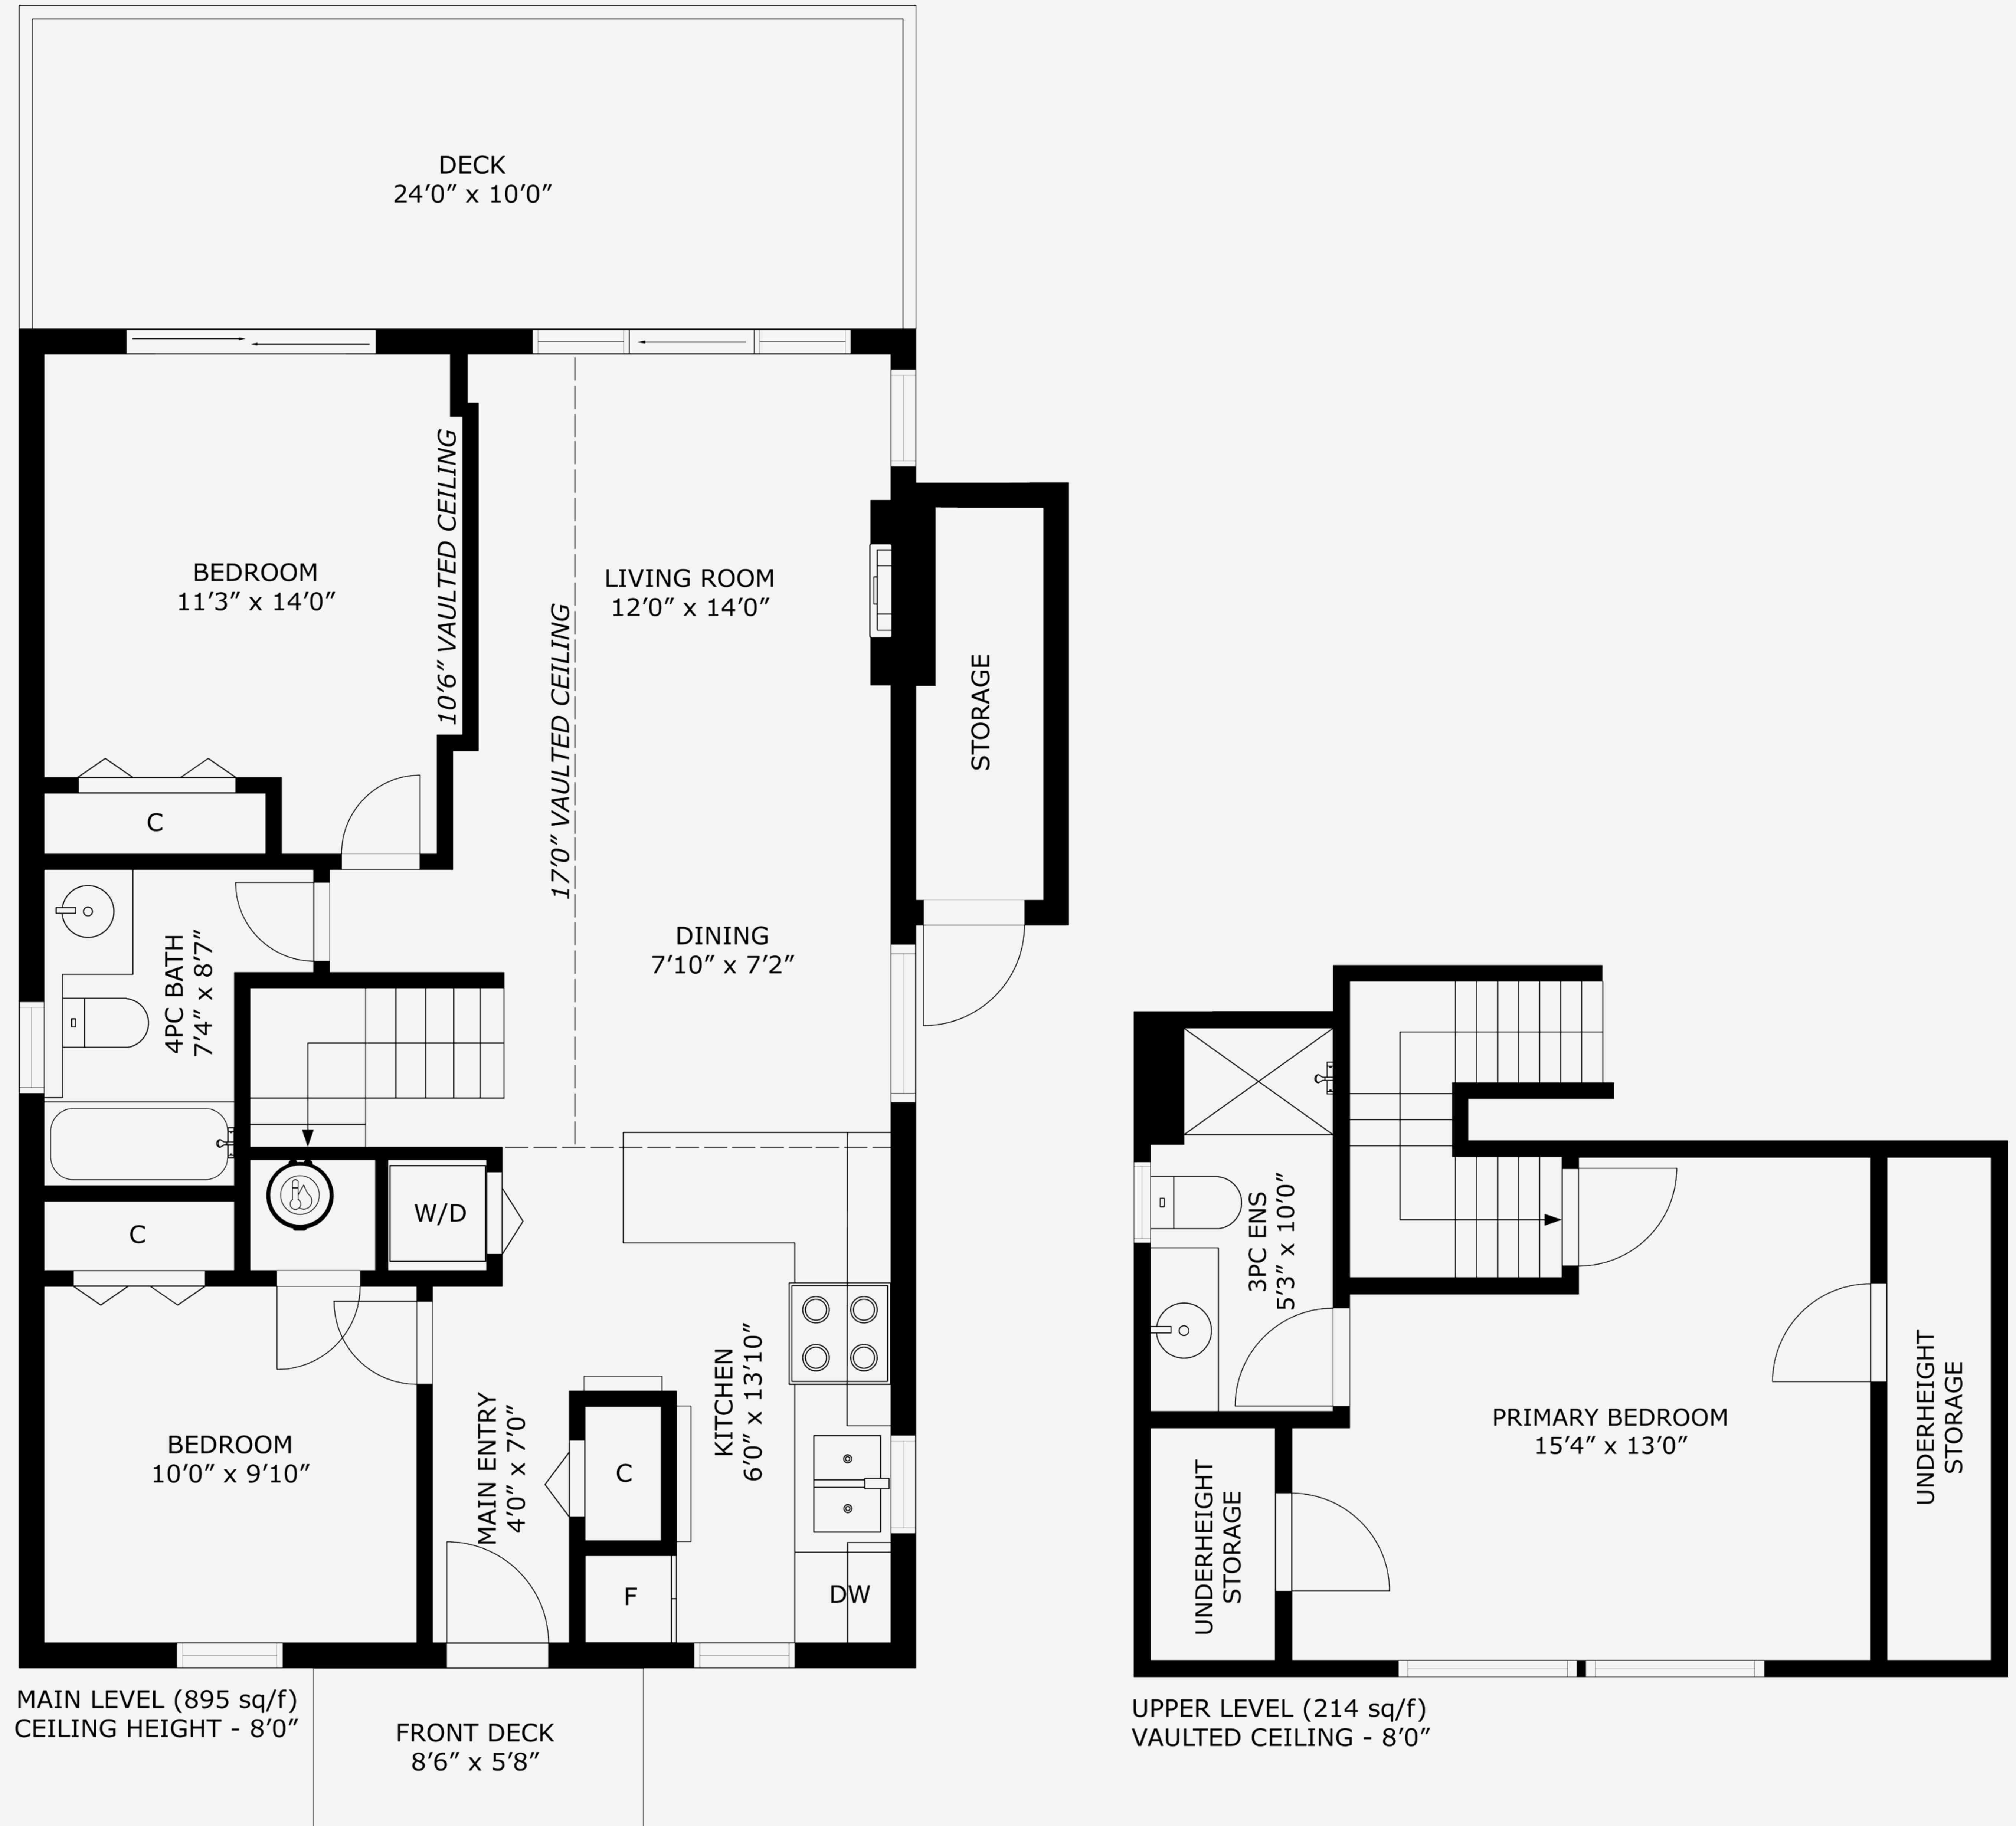 DECK
24’0” x 10’0”
BEDROOM
11’3” x 14’0”
10’6” VAULTED CEILING
LIVING ROOM
12’0” x 14’0”
17’0” VAULTED CEILING
STORAGE
C
4PC BATH
7’4” x 8’7”
DINING
7’10” x 7’2”
W/D
C
BEDROOM
10’0” x 9’10”
MAIN ENTRY
4’0” x 7’0”
C
KITCHEN
6’0” x 13’10”
F
DW
MAIN LEVEL (895 sq/f)
CEILING HEIGHT - 8’0”
FRONT DECK
8’6” x 5’8”
3PC ENS
5’3” x 10’0”
PRIMARY BEDROOM
15’4” x 13’0”
UNDERHEIGHT
STORAGE
UNDERHEIGHT
STORAGE
UPPER LEVEL (214 sq/f)
VAULTED CEILING - 8’0”